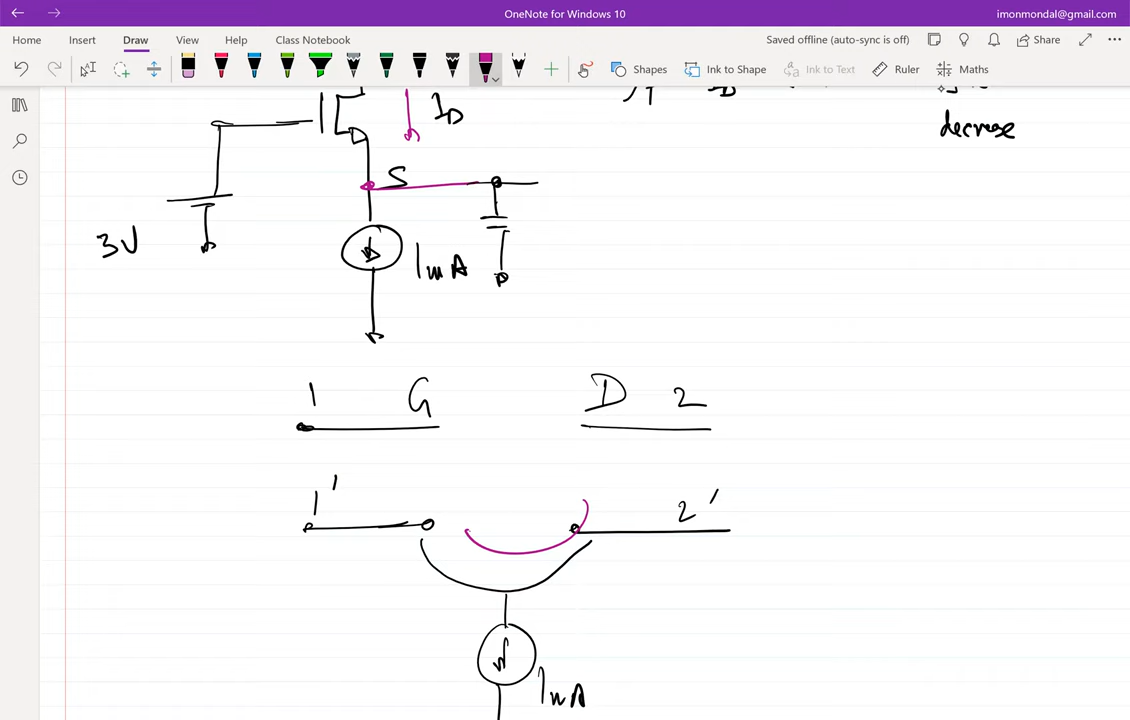 OneNote for Windows 10
imonmondal@gmail.com
Home Insert Draw View Help Class Notebook
Saved offline (auto-sync is off) Share
Shapes Ink to Shape Ink to Text Ruler Maths
I_D
decrease
S
3V
1mA
1 G D 2
1' 2'
1mA